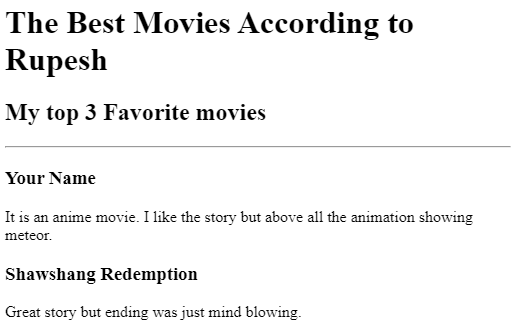 The Best Movies According to
Rupesh
My top 3 Favorite movies
Your Name
It is an anime movie. I like the story but above all the animation showing
meteor.
Shawshang Redemption
Great story but ending was just mind blowing.